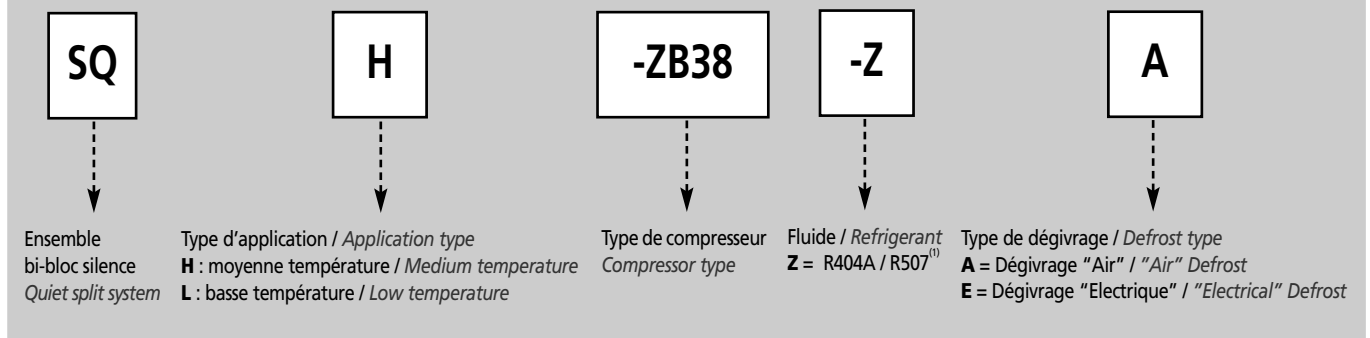 SQ H -ZB38 -Z A
Ensemble
bi-bloc silence
Quiet split system
Type d'application / Application type
H : moyenne température / Medium temperature
L : basse température / Low temperature
Type de compresseur
Compressor type
Fluide / Refrigerant
Z = R404A / R507(1)
Type de dégivrage / Defrost type
A = Dégivrage “Air” / “Air” Defrost
E = Dégivrage “Electrique” / “Electrical” Defrost